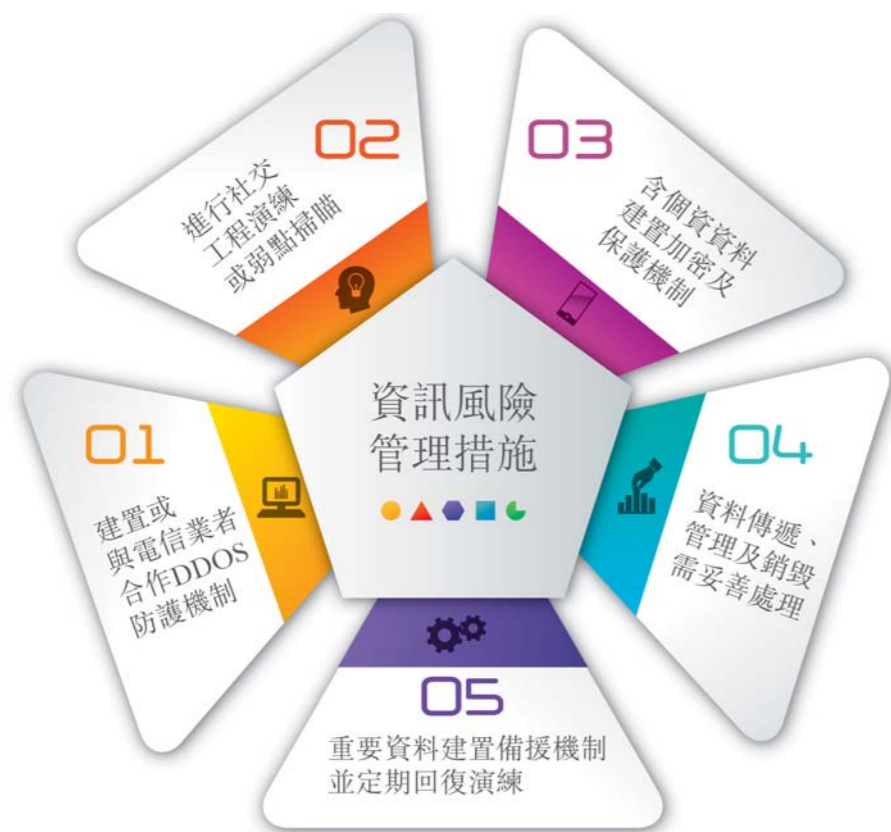 資訊風險
管理措施
01
建置或
與電信業者
合作DDOS
防護機制
02
進行社交
工程演練
或弱點掃瞄
03
含個資資料
建置加密及
保護機制
04
資料傳遞、
管理及銷毀
需妥善處理
05
重要資料建置備援機制
並定期回復演練